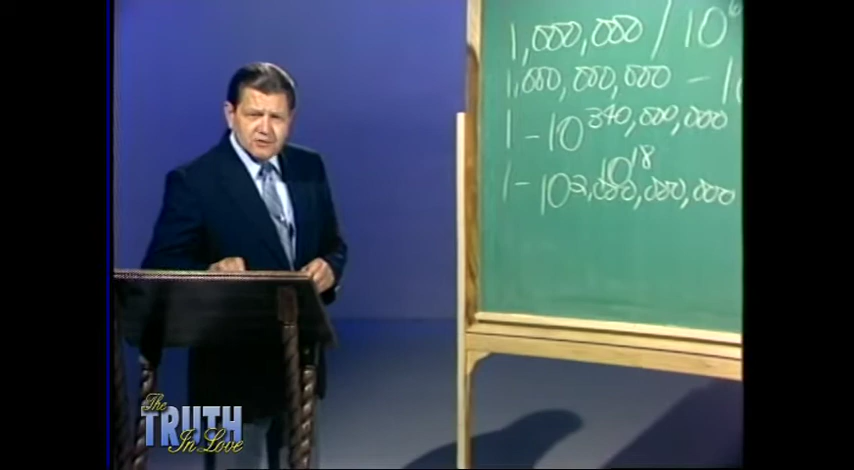 1,000,000 / 10⁶
1,000,000,000 - 1
1 - 10³⁴⁰,⁰⁰⁰,⁰⁰⁰
10¹⁸
1 - 10²,⁰⁰⁰,⁰⁰⁰,⁰⁰⁰
The
TRUTH
In Love